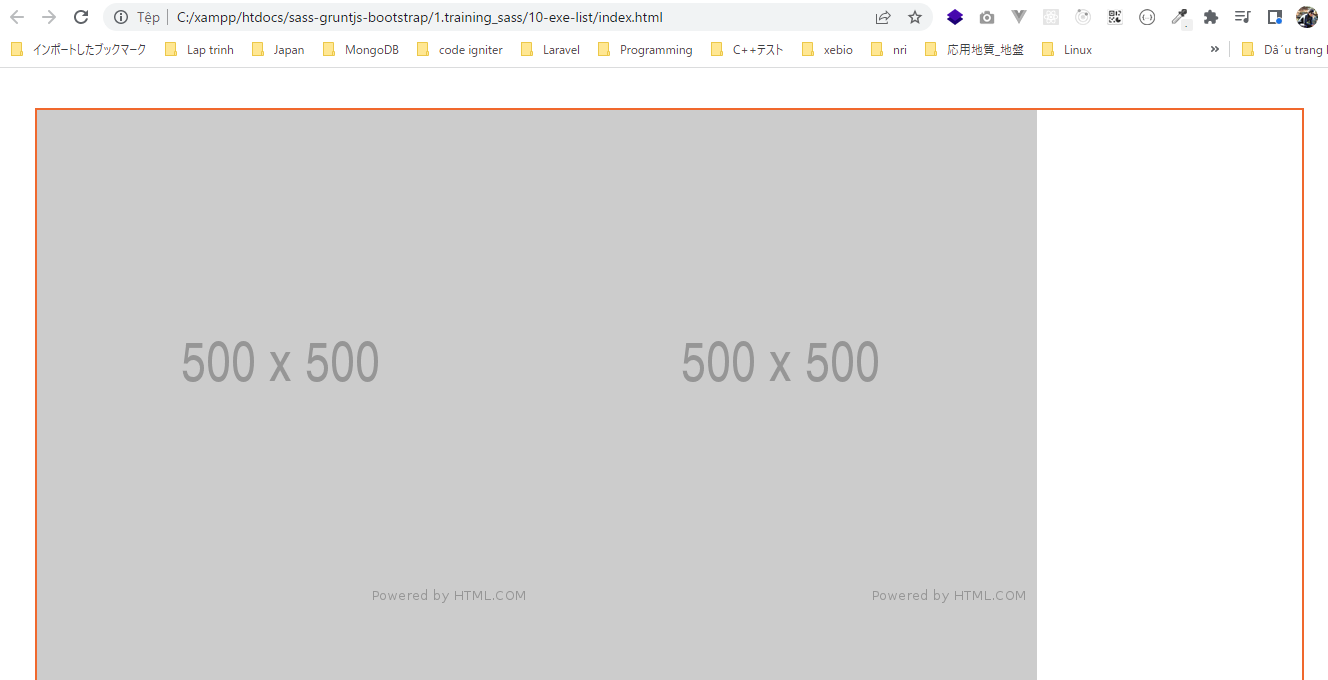 Tệp C:/xampp/htdocs/sass-gruntjs-bootstrap/1.training_sass/10-exe-list/index.html
インポートしたブックマーク Lap trinh Japan MongoDB code igniter Laravel Programming C++テスト xebio nri 応用地質_地盤 Linux » Dấu trang
500 x 500 500 x 500
Powered by HTML.COM Powered by HTML.COM